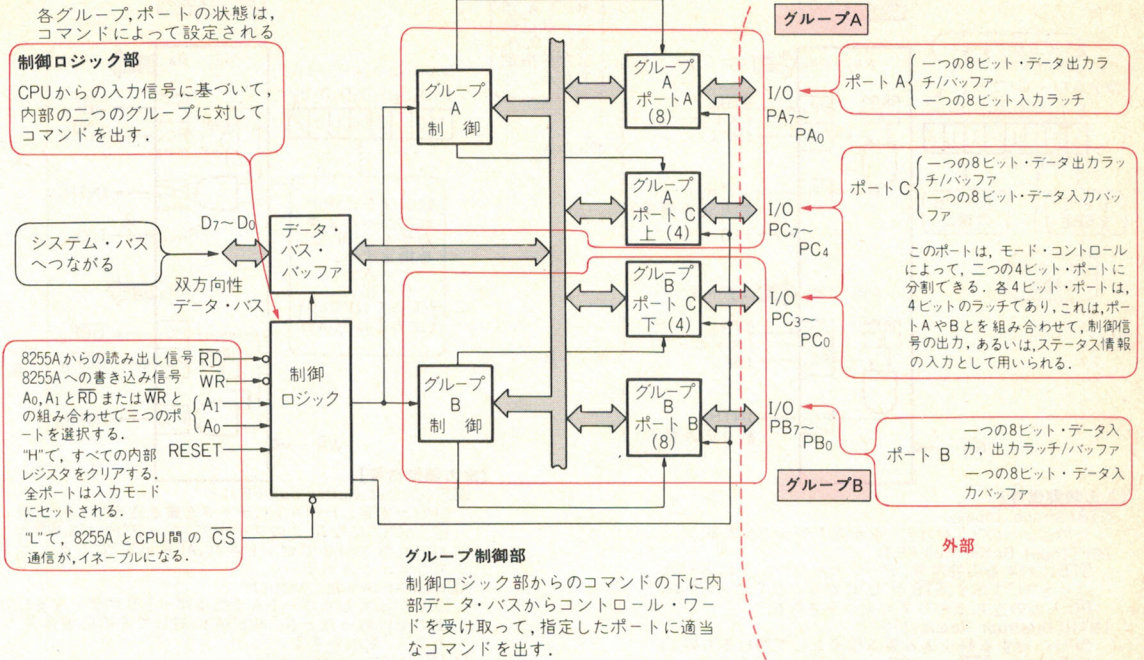 各グループ,ポートの状態は,
コマンドによって設定される
制御ロジック部
CPUからの入力信号に基づいて,
内部の二つのグループに対して
コマンドを出す.
システム・バス
へつながる
D₇~D₀
双方向性
データ・バス
データ・
バス・
バッファ
8255Aからの読み出し信号 R̅D̅
8255Aへの書き込み信号 W̅R̅
A₀,A₁とR̅D̅またはW̅R̅と
の組み合わせで三つのポ
ートを選択する.
A₁
A₀
"H"で,すべての内部
レジスタをクリアする.
全ポートは入力モード
にセットされる.
RESET
"L"で,8255AとCPU間の
通信が,イネーブルになる.
C̅S̅
制御
ロジック
グループ
A
制 御
グループ
B
制 御
グループ
A
ポートA
(8)
グループ
A
ポート C
上 (4)
グループ
B
ポート C
下 (4)
グループ
B
ポート B
(8)
グループA
I/O
PA₇~
PA₀
ポートA
一つの8ビット・データ出力ラ
ッチ/バッファ
一つの8ビット入力ラッチ
I/O
PC₇~
PC₄
ポートC
一つの8ビット・データ出力ラッ
チ/バッファ
一つの8ビット・データ入力バッ
ファ
このポートは,モード・コントロール
によって,二つの4ビット・ポートに
分割できる.各4ビット・ポートは,
4ビットのラッチであり,これは,ポー
トAやBとを組み合わせて,制御信
号の出力,あるいは,ステータス情報
の入力として用いられる.
I/O
PC₃~
PC₀
I/O
PB₇~
PB₀
ポート B
一つの8ビット・データ入
力,出力ラッチ/バッファ
一つの8ビット・データ入
力バッファ
グループB
外部
グループ制御部
制御ロジック部からのコマンドの下に内
部データ・バスからコントロール・ワー
ドを受け取って,指定したポートに適当
なコマンドを出す.